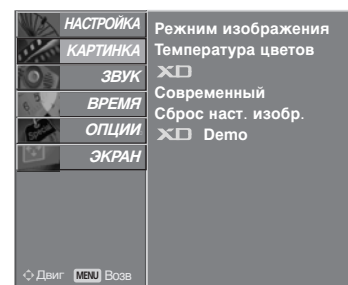 НАСТРОЙКА
КАРТИНКА
ЗВУК
ВРЕМЯ
ОПЦИИ
ЭКРАН
Режним изображения
Температура цветов
XD
Современный
Сброс наст. изобр.
XD Demo
Двиг MENU Возв